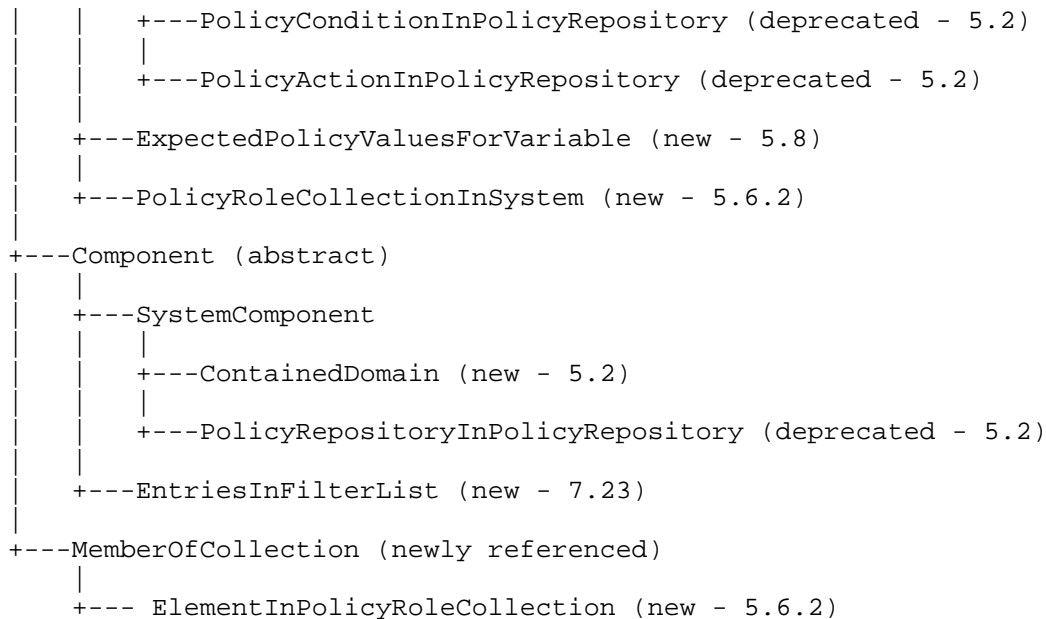 |   |   +---PolicyConditionInPolicyRepository (deprecated - 5.2)
|   |   |
|   |   +---PolicyActionInPolicyRepository (deprecated - 5.2)
|   |
|   +---ExpectedPolicyValuesForVariable (new - 5.8)
|   |
|   +---PolicyRoleCollectionInSystem (new - 5.6.2)
|
+---Component (abstract)
|   |
|   +---SystemComponent
|   |   |
|   |   +---ContainedDomain (new - 5.2)
|   |   |
|   |   +---PolicyRepositoryInPolicyRepository (deprecated - 5.2)
|   |
|   +---EntriesInFilterList (new - 7.23)
|
+---MemberOfCollection (newly referenced)
    |
    +--- ElementInPolicyRoleCollection (new - 5.6.2)